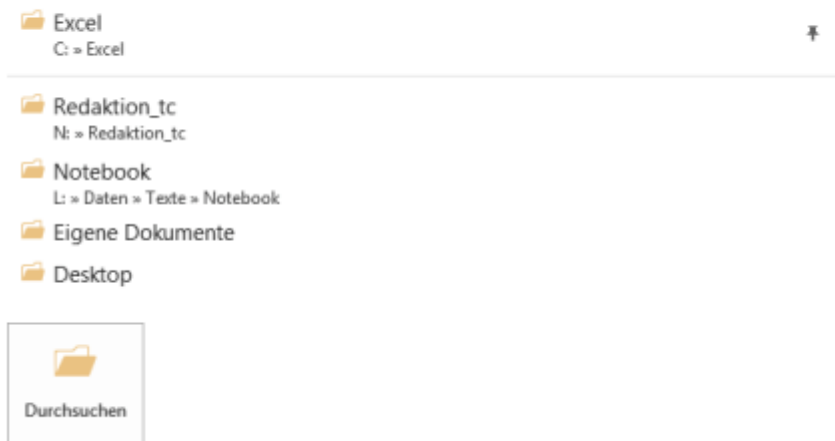 Excel
C: » Excel
Redaktion_tc
N: » Redaktion_tc
Notebook
L: » Daten » Texte » Notebook
Eigene Dokumente
Desktop
Durchsuchen